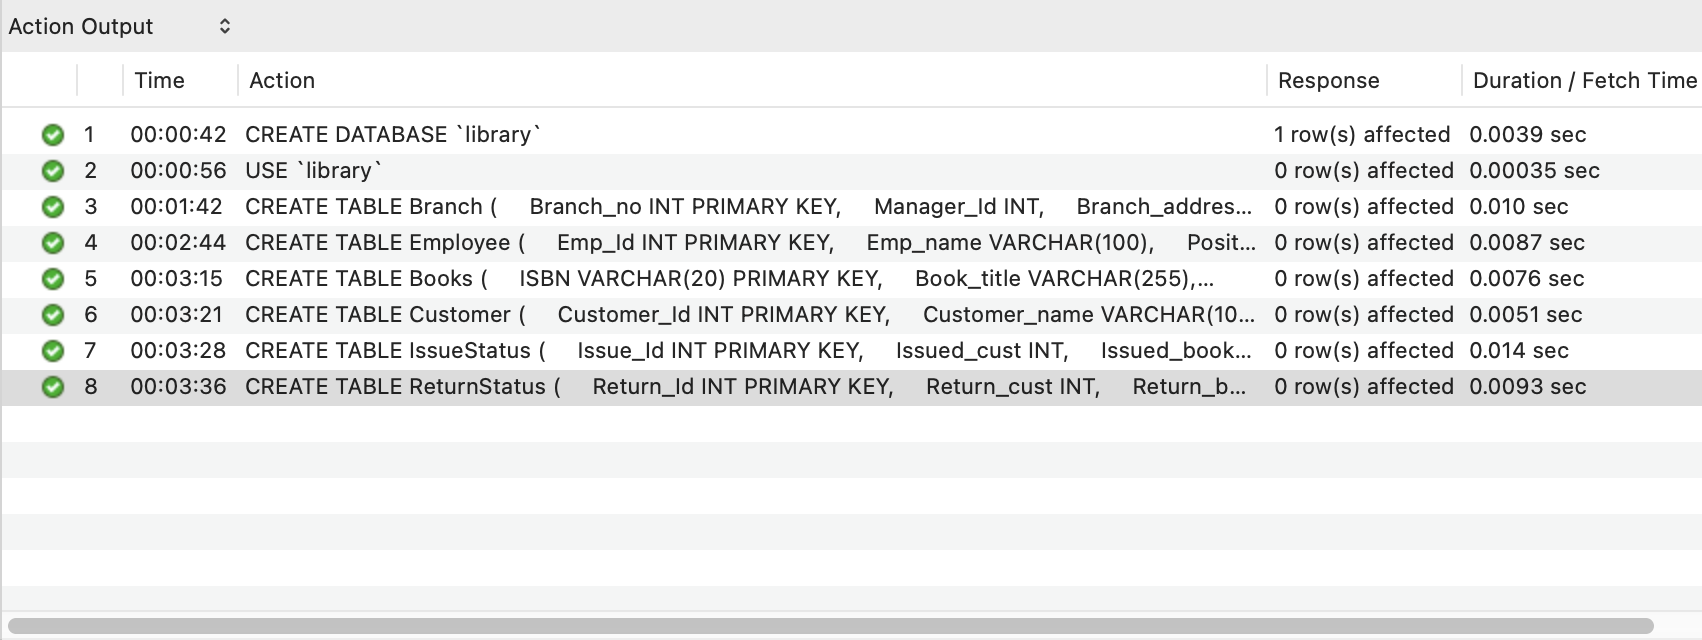 Action Output
Time Action Response Duration / Fetch Time
1 00:00:42 CREATE DATABASE `library` 1 row(s) affected 0.0039 sec
2 00:00:56 USE `library` 0 row(s) affected 0.00035 sec
3 00:01:42 CREATE TABLE Branch ( Branch_no INT PRIMARY KEY, Manager_Id INT, Branch_addres... 0 row(s) affected 0.010 sec
4 00:02:44 CREATE TABLE Employee ( Emp_Id INT PRIMARY KEY, Emp_name VARCHAR(100), Posit... 0 row(s) affected 0.0087 sec
5 00:03:15 CREATE TABLE Books ( ISBN VARCHAR(20) PRIMARY KEY, Book_title VARCHAR(255),... 0 row(s) affected 0.0076 sec
6 00:03:21 CREATE TABLE Customer ( Customer_Id INT PRIMARY KEY, Customer_name VARCHAR(10... 0 row(s) affected 0.0051 sec
7 00:03:28 CREATE TABLE IssueStatus ( Issue_Id INT PRIMARY KEY, Issued_cust INT, Issued_book... 0 row(s) affected 0.014 sec
8 00:03:36 CREATE TABLE ReturnStatus ( Return_Id INT PRIMARY KEY, Return_cust INT, Return_b... 0 row(s) affected 0.0093 sec